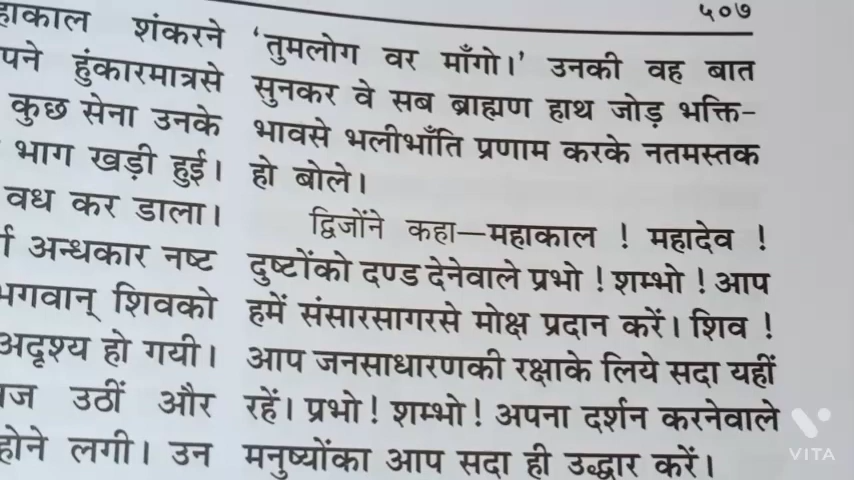 ५०७
शंकरने
हुंकारमात्रसे
कुछ सेना उनके
भाग खड़ी हुई।
वध कर डाला।
अन्धकार नष्ट
शिवको
अदृश्य हो गयी।
उठीं और
होने लगी। उन
‘तुमलोग वर माँगो।’ उनकी वह बात
सुनकर वे सब ब्राह्मण हाथ जोड़ भक्ति-
भावसे भलीभाँति प्रणाम करके नतमस्तक
हो बोले।
द्विजोंने कहा—महाकाल ! महादेव !
दुष्टोंको दण्ड देनेवाले प्रभो ! शम्भो ! आप
हमें संसारसागरसे मोक्ष प्रदान करें। शिव !
आप जनसाधारणकी रक्षाके लिये सदा यहीं
रहें। प्रभो ! शम्भो ! अपना दर्शन करनेवाले
मनुष्योंका आप सदा ही उद्धार करें।
VITA